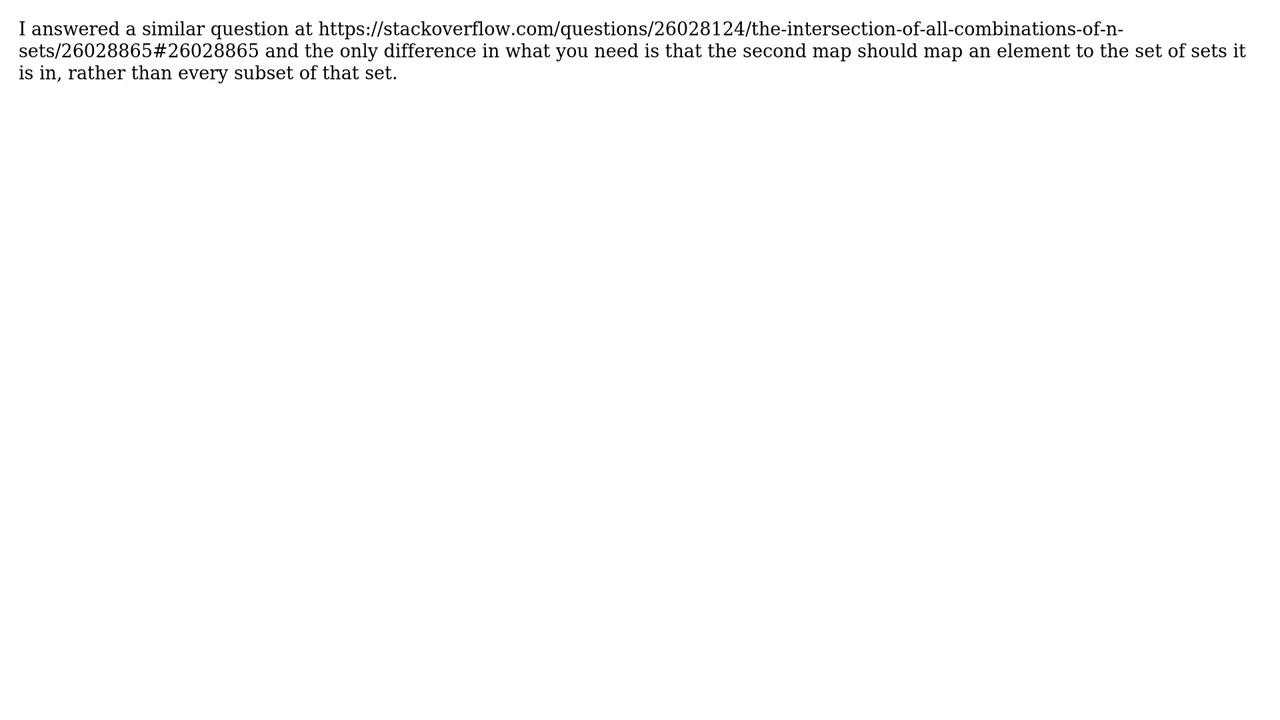 I answered a similar question at https://stackoverflow.com/questions/26028124/the-intersection-of-all-combinations-of-n-
sets/26028865#26028865 and the only difference in what you need is that the second map should map an element to the set of sets it
is in, rather than every subset of that set.